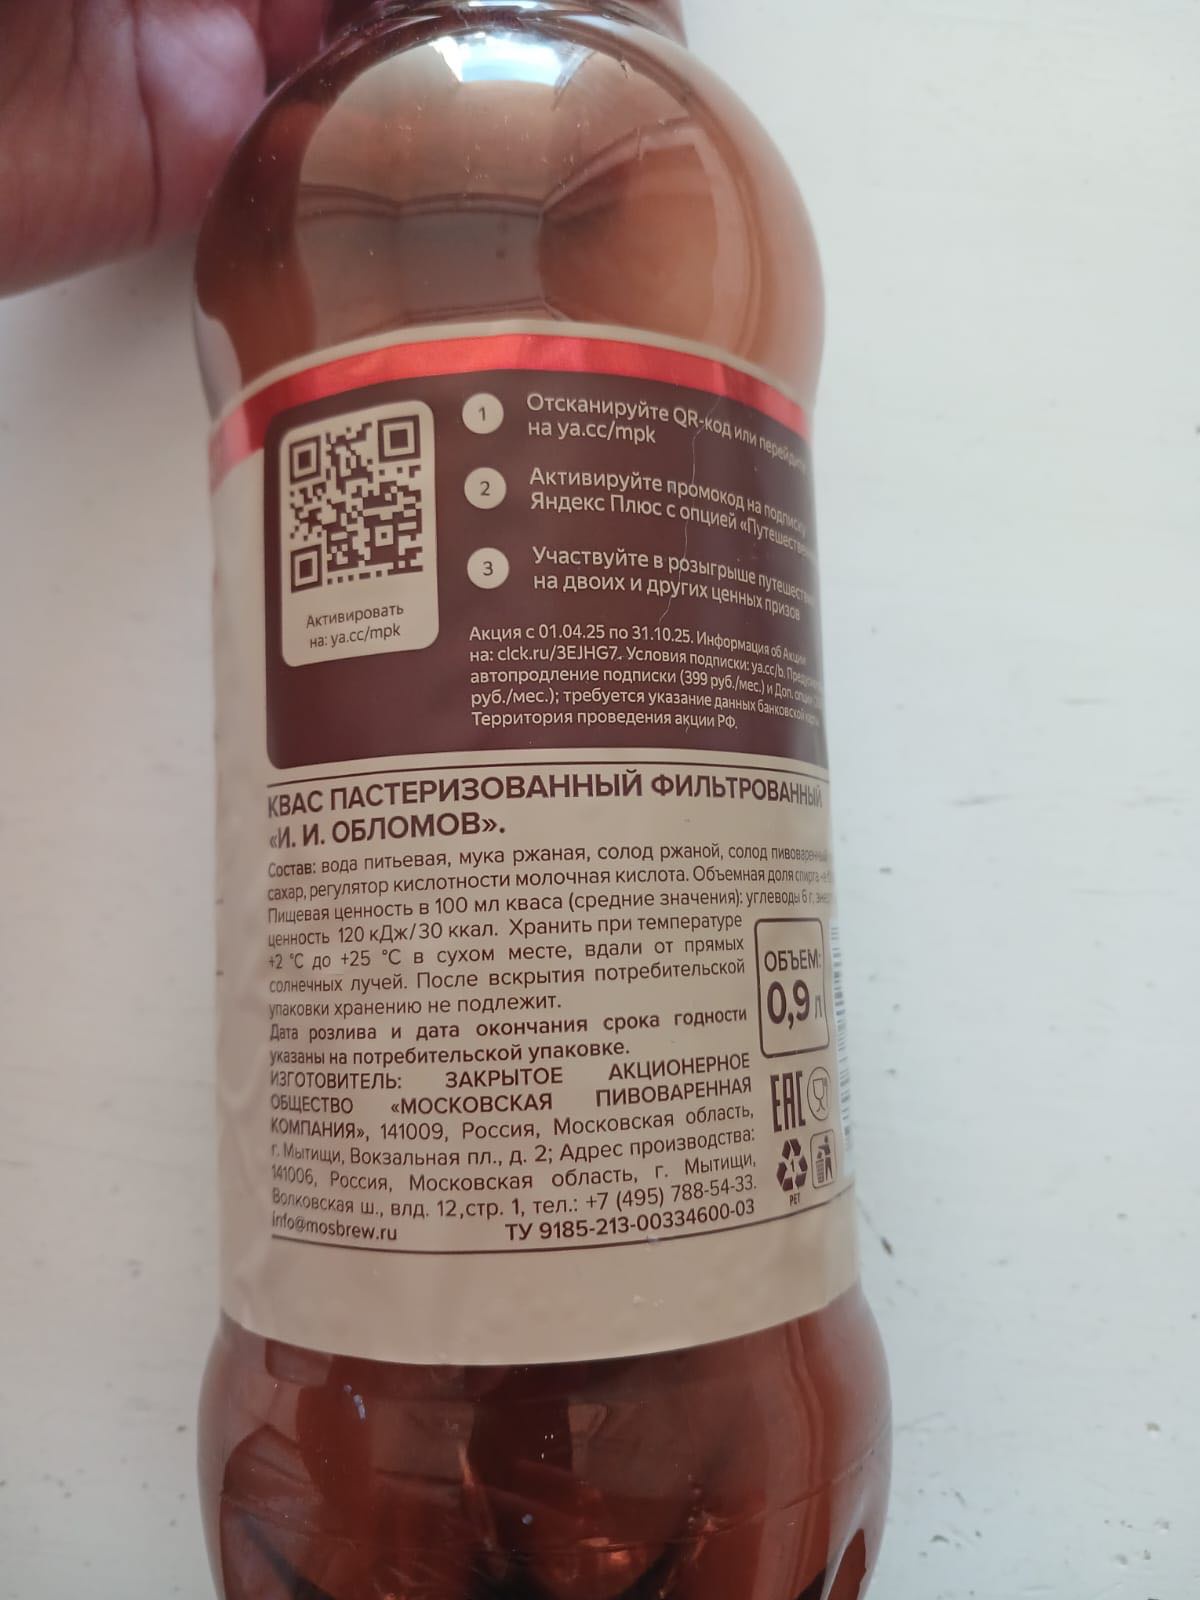 1 Отсканируйте QR-код или перейдите
на ya.cc/mpk
2 Активируйте промокод на подписку
Яндекс Плюс с опцией «Путешествен
3 Участвуйте в розыгрыше путешеств
на двоих и других ценных призов
Активировать
на: ya.cc/mpk
Акция с 01.04.25 по 31.10.25. Информация об Акции
на: clck.ru/3EJHG7. Условия подписки: ya.cc/b.
автопродление подписки (399 руб./мес.) и Доп. опции
руб./мес.); требуется указание данных банковской карты
Территория проведения акции РФ.
КВАС ПАСТЕРИЗОВАННЫЙ ФИЛЬТРОВАННЫЙ
«И. И. ОБЛОМОВ».
Состав: вода питьевая, мука ржаная, солод ржаной, солод пивоваренный
сахар, регулятор кислотности молочная кислота. Объемная доля спирта
Пищевая ценность в 100 мл кваса (средние значения): углеводы 6 г,
ценность 120 кДж/30 ккал. Хранить при температуре
+2 °C до +25 °C в сухом месте, вдали от прямых
солнечных лучей. После вскрытия потребительской
упаковки хранению не подлежит.
Дата розлива и дата окончания срока годности
указаны на потребительской упаковке.
ИЗГОТОВИТЕЛЬ: ЗАКРЫТОЕ АКЦИОНЕРНОЕ
ОБЩЕСТВО «МОСКОВСКАЯ ПИВОВАРЕННАЯ
КОМПАНИЯ», 141009, Россия, Московская область,
г. Мытищи, Вокзальная пл., д. 2; Адрес производства:
141006, Россия, Московская область, г. Мытищи,
Волковская ш., влд. 12,стр. 1, тел.: +7 (495) 788-54-33.
info@mosbrew.ru ТУ 9185-213-00334600-03
ОБЪЕМ:
0,9 л
EAC
1
PET